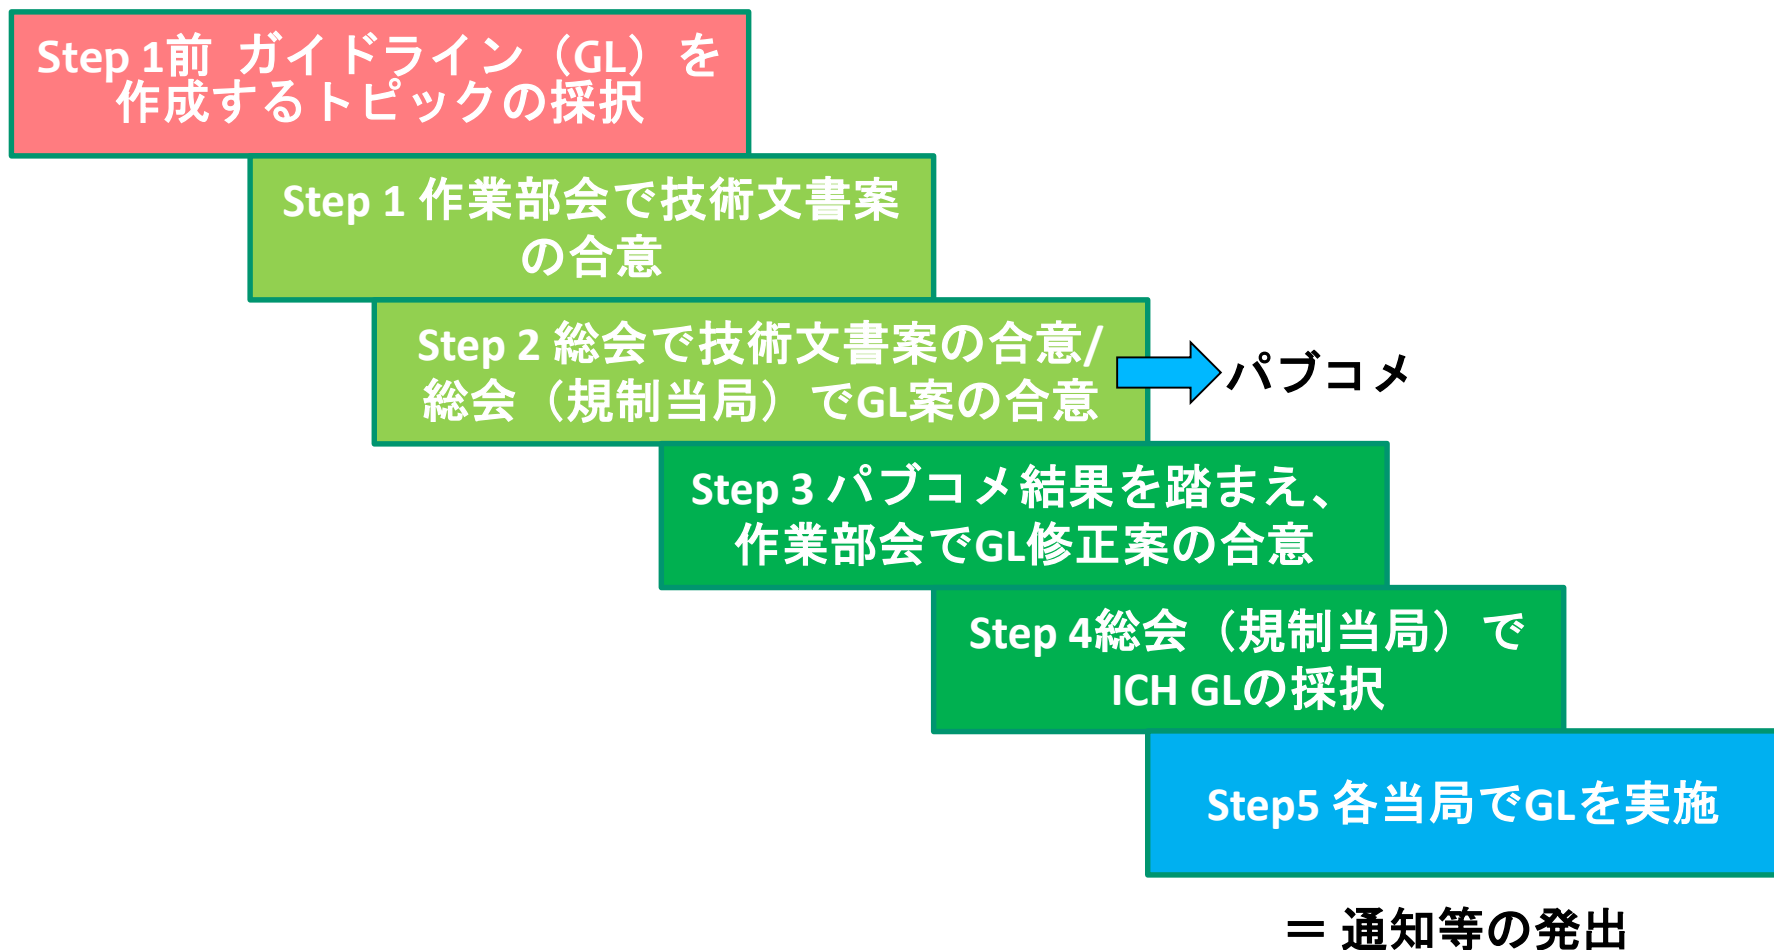 Step 1前 ガイドライン（GL）を
作成するトピックの採択
Step 1 作業部会で技術文書案
の合意
Step 2 総会で技術文書案の合意/
総会（規制当局）でGL案の合意
パブコメ
Step 3 パブコメ結果を踏まえ、
作業部会でGL修正案の合意
Step 4総会（規制当局）で
ICH GLの採択
Step5 各当局でGLを実施
＝ 通知等の発出